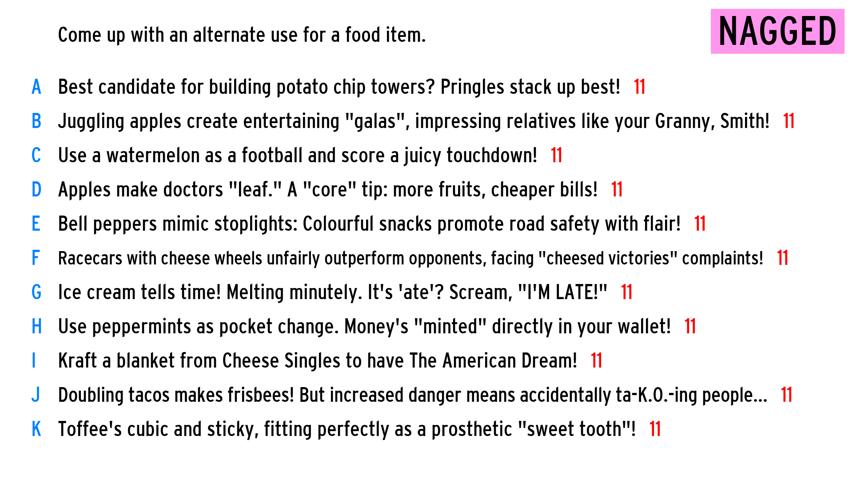 Come up with an alternate use for a food item.
NAGGED
A Best candidate for building potato chip towers? Pringles stack up best! 11
B Juggling apples create entertaining "galas", impressing relatives like your Granny, Smith! 11
C Use a watermelon as a football and score a juicy touchdown! 11
D Apples make doctors "leaf." A "core" tip: more fruits, cheaper bills! 11
E Bell peppers mimic stoplights: Colourful snacks promote road safety with flair! 11
F Racecars with cheese wheels unfairly outperform opponents, facing "cheesed victories" complaints! 11
G Ice cream tells time! Melting minutely. It's 'ate'? Scream, "I'M LATE!" 11
H Use peppermints as pocket change. Money's "minted" directly in your wallet! 11
I Kraft a blanket from Cheese Singles to have The American Dream! 11
J Doubling tacos makes frisbees! But increased danger means accidentally ta-K.O.-ing people... 11
K Toffee's cubic and sticky, fitting perfectly as a prosthetic "sweet tooth"! 11